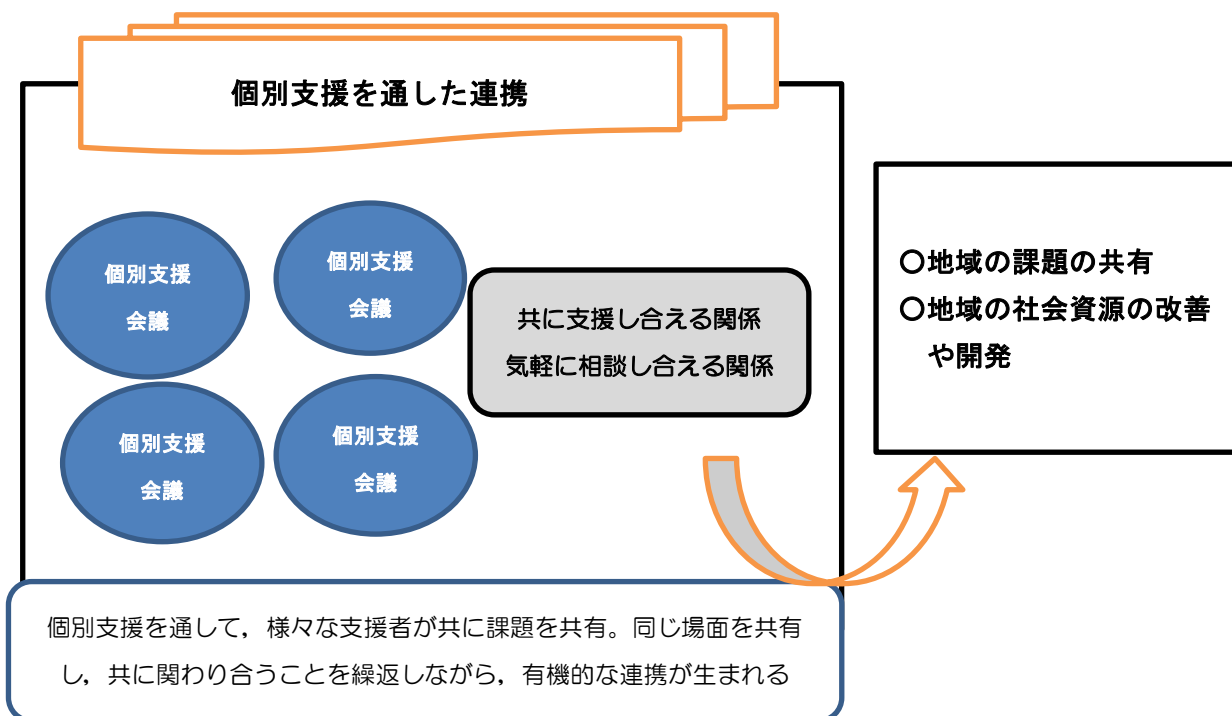 個別支援を通した連携
個別支援
会議
個別支援
会議
共に支援し合える関係
気軽に相談し合える関係
個別支援
会議
個別支援
会議
〇地域の課題の共有
〇地域の社会資源の改善
や開発
個別支援を通して，様々な支援者が共に課題を共有。同じ場面を共有
し，共に関わり合うことを繰返しながら，有機的な連携が生まれる